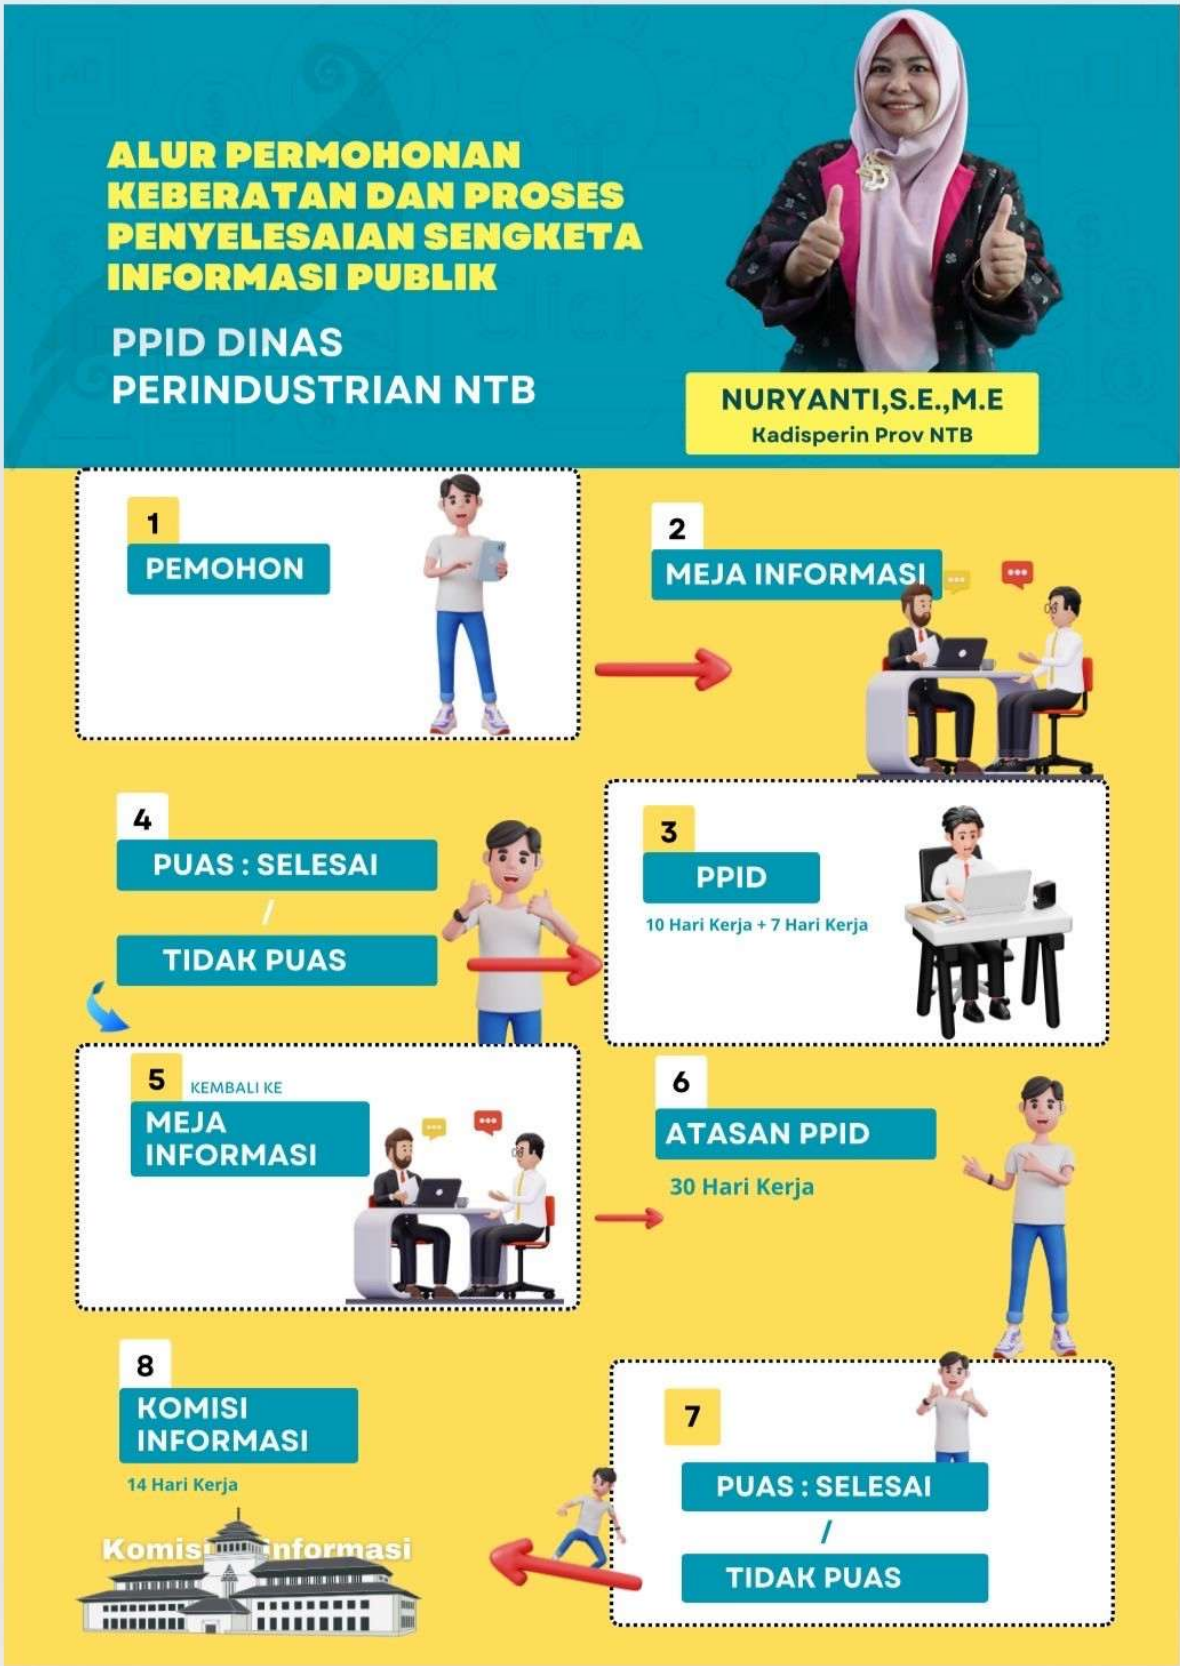 ALUR PERMOHONAN
KEBERATAN DAN PROSES
PENYELESAIAN SENGKETA
INFORMASI PUBLIK
PPID DINAS
PERINDUSTRIAN NTB
NURYANTI,S.E.,M.E
Kadisperin Prov NTB
1
PEMOHON
2
MEJA INFORMASI
3
PPID
10 Hari Kerja + 7 Hari Kerja
4
PUAS : SELESAI
/
TIDAK PUAS
5
KEMBALI KE
MEJA
INFORMASI
6
ATASAN PPID
30 Hari Kerja
7
PUAS : SELESAI
/
TIDAK PUAS
8
KOMISI
INFORMASI
14 Hari Kerja
Komisi informasi